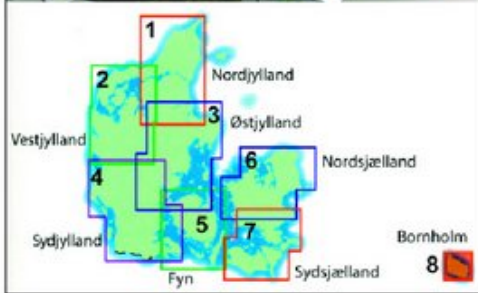 1
Nordjylland
2
3
Østjylland
Vestjylland
4
6
Nordsjælland
5
7
Sydjylland
Fyn
Sydsjælland
Bornholm
8